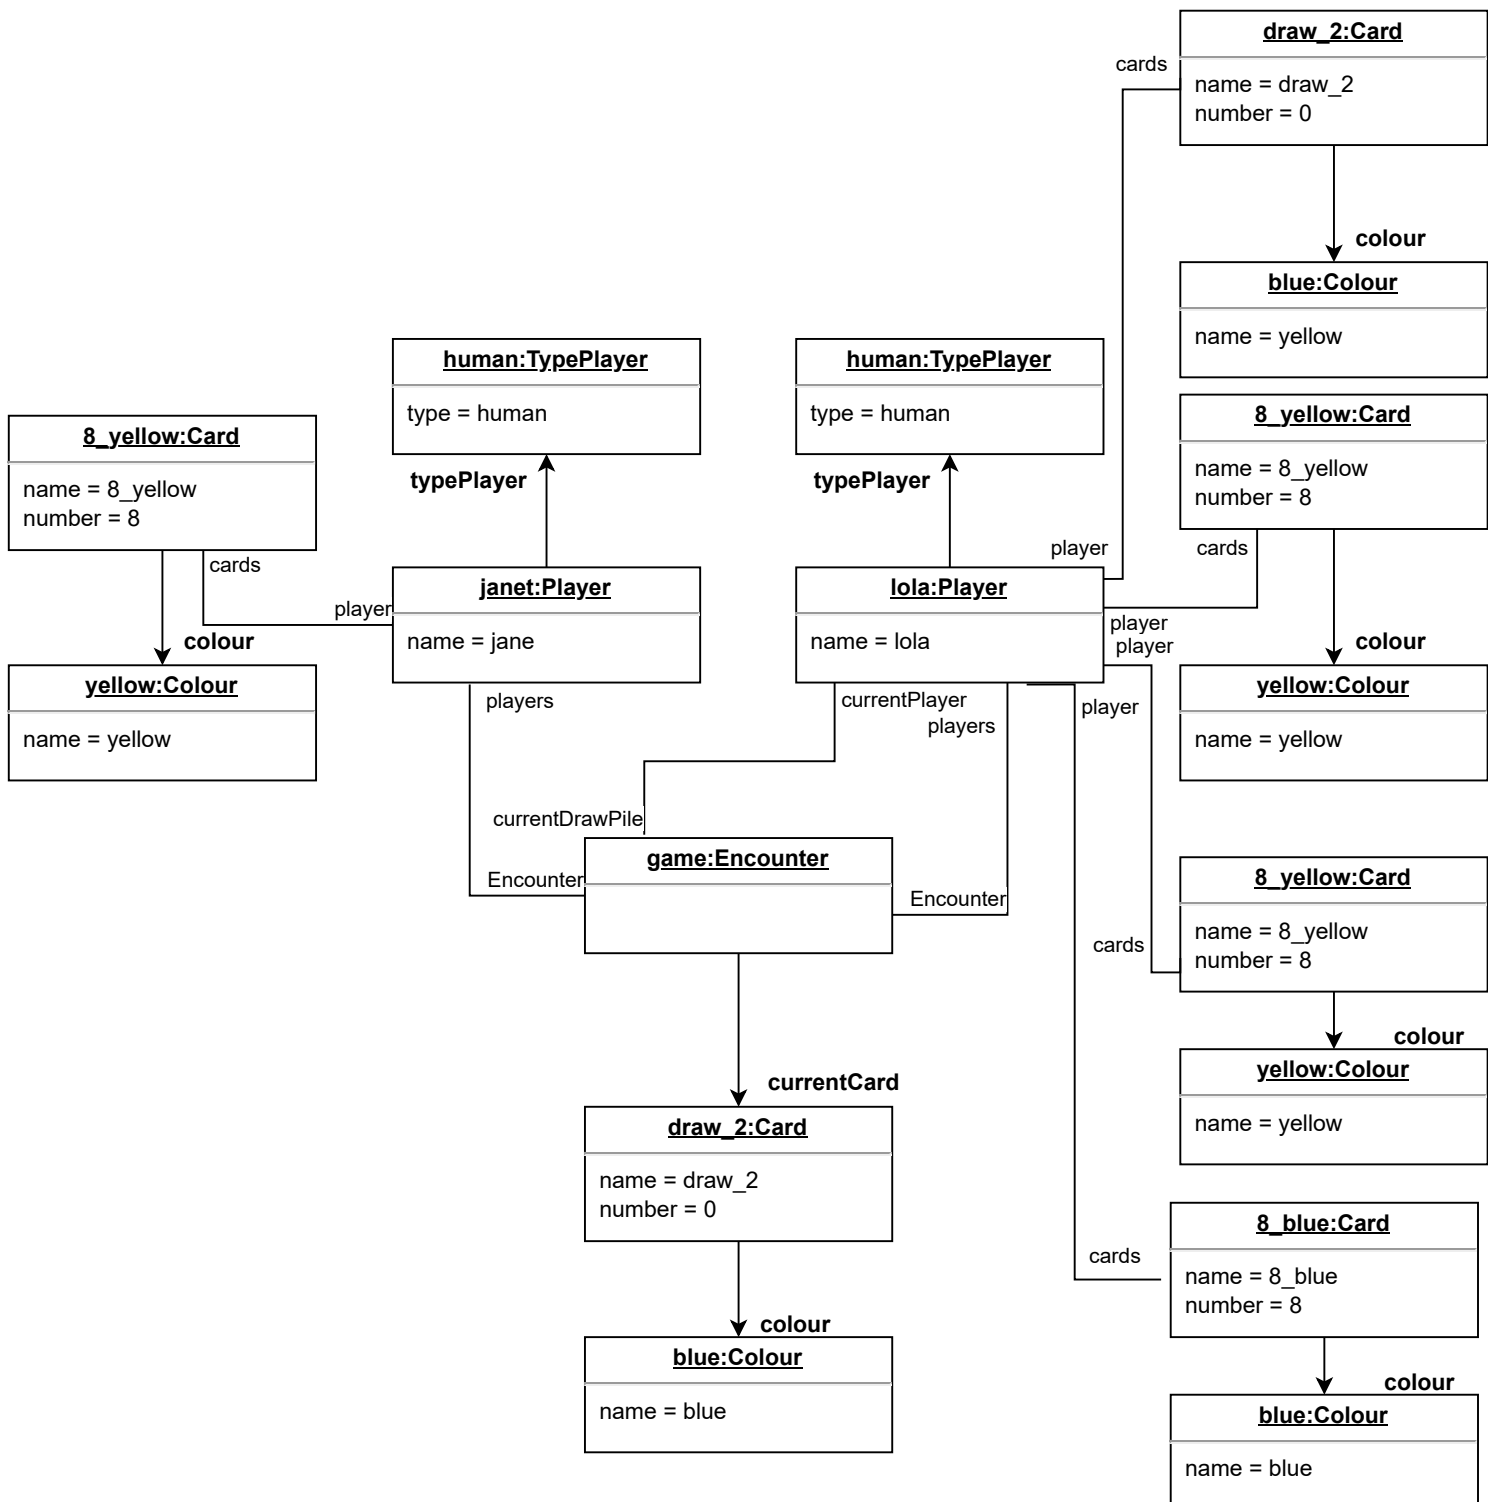 draw_2:Card
cards
name = draw_2
number = 0
colour
blue:Colour
name = yellow
human:TypePlayer
type = human
typePlayer
human:TypePlayer
type = human
typePlayer
8_yellow:Card
name = 8_yellow
number = 8
cards
8_yellow:Card
name = 8_yellow
number = 8
cards
player
janet:Player
name = jane
player
colour
yellow:Colour
name = yellow
players
lola:Player
name = lola
player
player
colour
yellow:Colour
name = yellow
currentPlayer
players
player
currentDrawPile
game:Encounter
Encounter
Encounter
8_yellow:Card
name = 8_yellow
number = 8
cards
colour
yellow:Colour
name = yellow
currentCard
draw_2:Card
name = draw_2
number = 0
colour
blue:Colour
name = blue
8_blue:Card
cards
name = 8_blue
number = 8
colour
blue:Colour
name = blue